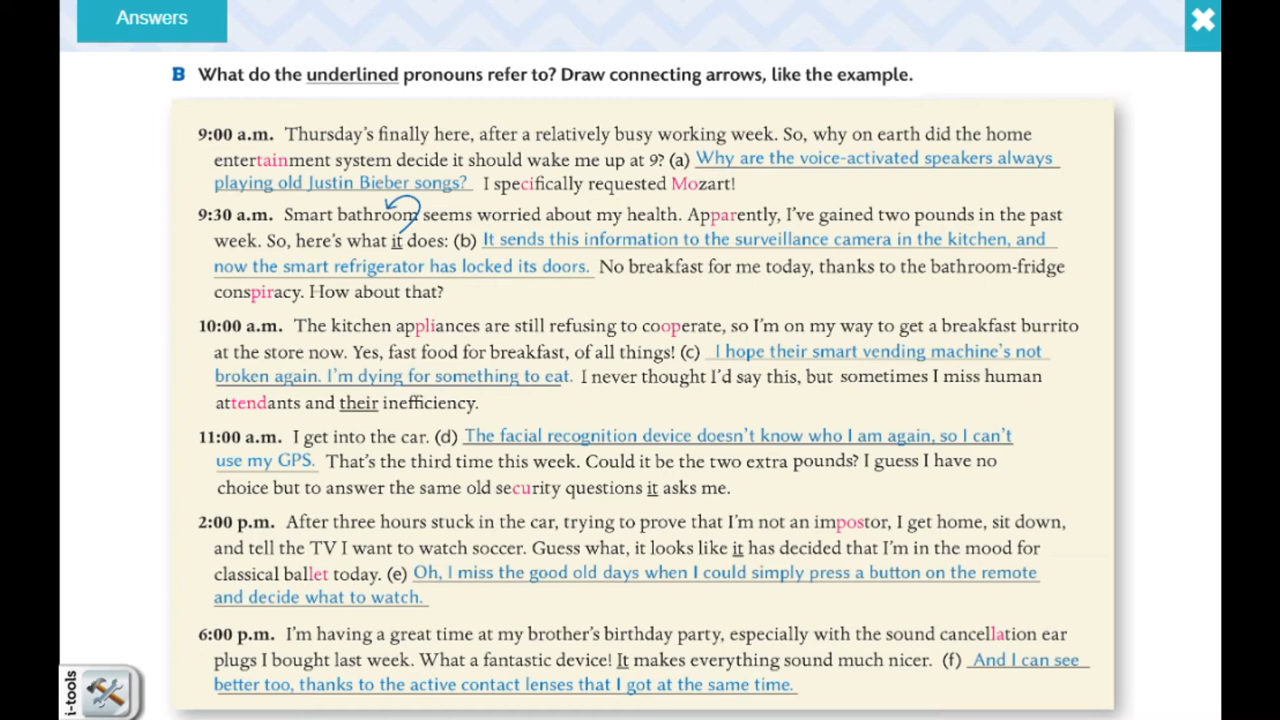 Answers
B What do the underlined pronouns refer to? Draw connecting arrows, like the example.
9:00 a.m. Thursday's finally here, after a relatively busy working week. So, why on earth did the home
entertainment system decide it should wake me up at 9? (a) Why are the voice-activated speakers always
playing old Justin Bieber songs? I specifically requested Mozart!
9:30 a.m. Smart bathroom seems worried about my health. Apparently, I've gained two pounds in the past
week. So, here's what it does: (b) It sends this information to the surveillance camera in the kitchen, and
now the smart refrigerator has locked its doors. No breakfast for me today, thanks to the bathroom-fridge
conspiracy. How about that?
10:00 a.m. The kitchen appliances are still refusing to cooperate, so I'm on my way to get a breakfast burrito
at the store now. Yes, fast food for breakfast, of all things! (c) I hope their smart vending machine's not
broken again. I'm dying for something to eat. I never thought I'd say this, but sometimes I miss human
attendants and their inefficiency.
11:00 a.m. I get into the car. (d) The facial recognition device doesn't know who I am again, so I can't
use my GPS. That's the third time this week. Could it be the two extra pounds? I guess I have no
choice but to answer the same old security questions it asks me.
2:00 p.m. After three hours stuck in the car, trying to prove that I'm not an impostor, I get home, sit down,
and tell the TV I want to watch soccer. Guess what, it looks like it has decided that I'm in the mood for
classical ballet today. (e) Oh, I miss the good old days when I could simply press a button on the remote
and decide what to watch.
6:00 p.m. I'm having a great time at my brother's birthday party, especially with the sound cancellation ear
plugs I bought last week. What a fantastic device! It makes everything sound much nicer. (f) And I can see
better too, thanks to the active contact lenses that I got at the same time.
i-tools